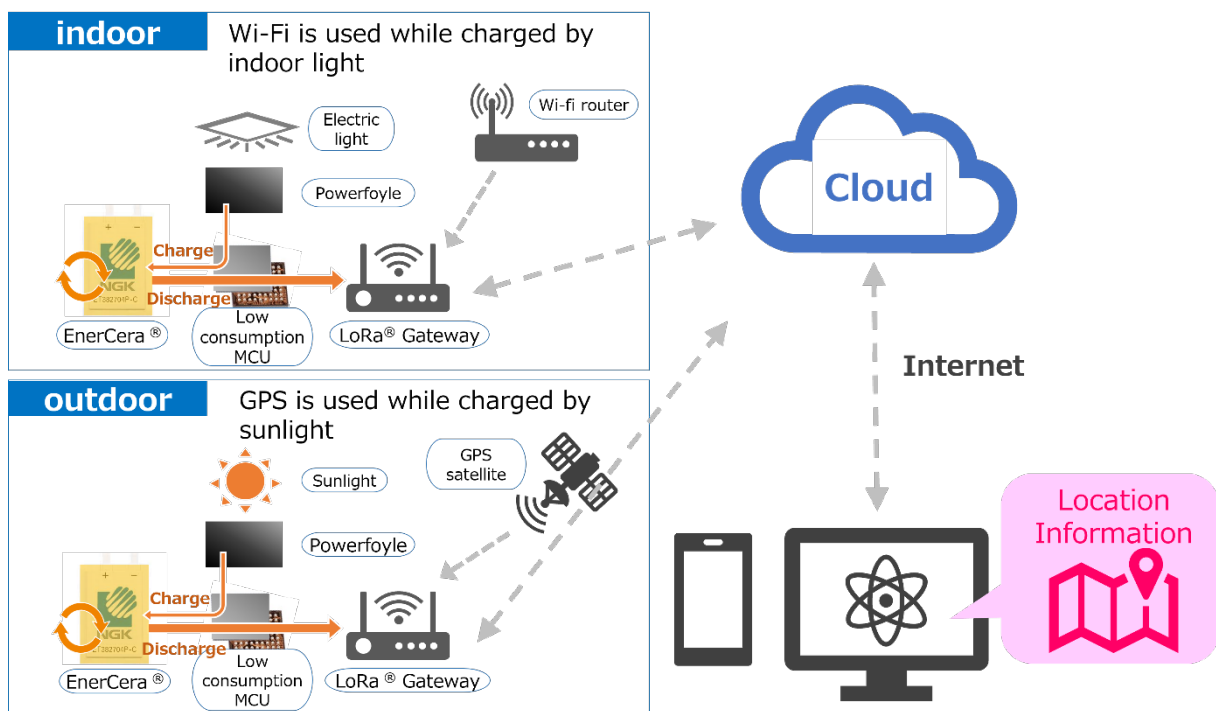 indoor
Wi-Fi is used while charged by
indoor light
Electric
light
Wi-fi router
Powerfoyle
Charge
Discharge
+ −
NGK
EnerCera ®
Low
consumption
MCU
LoRa® Gateway
outdoor
GPS is used while charged by
sunlight
Sunlight
GPS
satellite
Powerfoyle
Charge
Discharge
+ −
NGK
EnerCera ®
Low
consumption
MCU
LoRa ® Gateway
Cloud
Internet
Location
Information